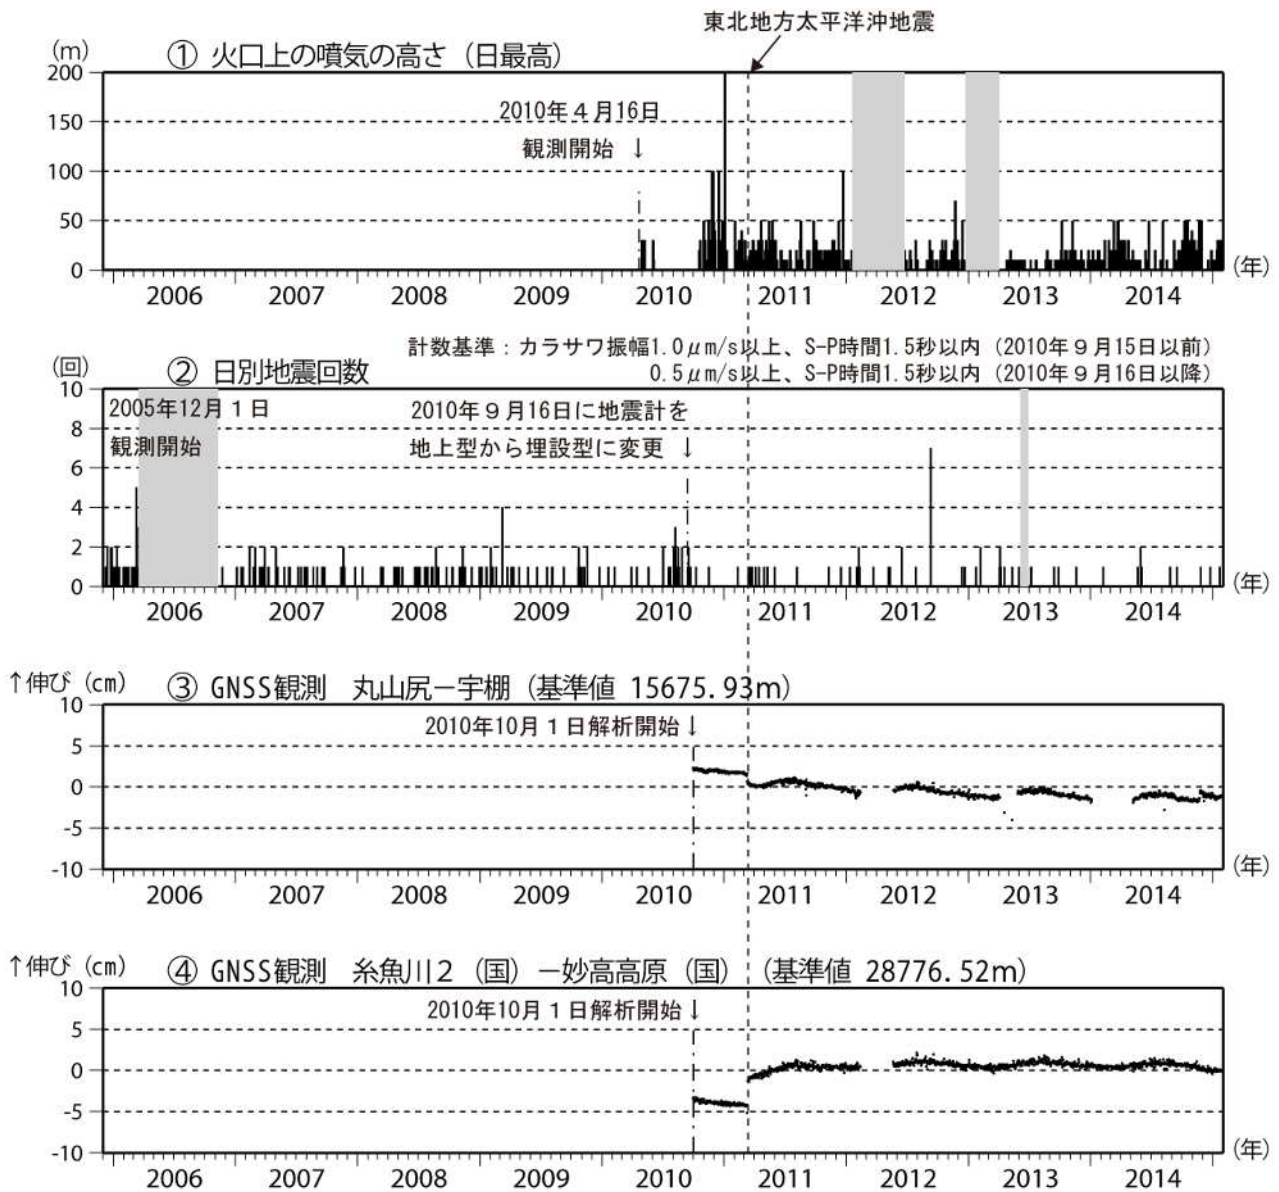 東北地方太平洋沖地震
(m)
① 火口上の噴気の高さ（日最高）
200
2010年４月16日
150
観測開始 ↓
100
50
0
(年)
2006 2007 2008 2009 2010 2011 2012 2013 2014
計数基準：カラサワ振幅1.0μm/s以上、S-P時間1.5秒以内（2010年９月15日以前）
(回)
② 日別地震回数
0.5μm/s以上、S-P時間1.5秒以内（2010年９月16日以降）
10
2005年12月１日
2010年９月16日に地震計を
8
観測開始
地上型から埋設型に変更 ↓
6
4
2
0
(年)
2006 2007 2008 2009 2010 2011 2012 2013 2014
↑伸び（cm） ③ GNSS観測　丸山尻－宇棚（基準値 15675.93m）
10
2010年10月１日解析開始↓
5
0
-5
-10
(年)
2006 2007 2008 2009 2010 2011 2012 2013 2014
↑伸び（cm） ④ GNSS観測　糸魚川２（国）－妙高高原（国）（基準値 28776.52m）
10
2010年10月１日解析開始↓
5
0
-5
-10
(年)
2006 2007 2008 2009 2010 2011 2012 2013 2014